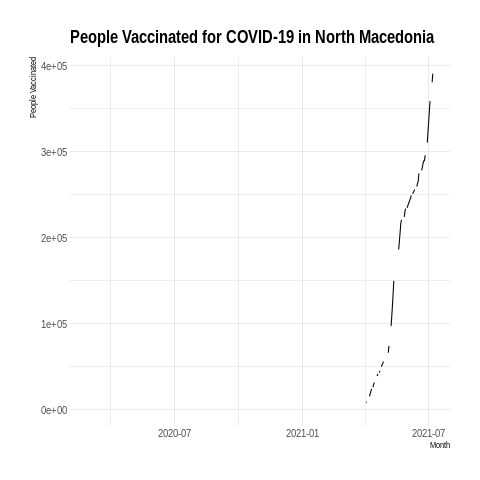 People Vaccinated for COVID-19 in North Macedonia
People Vaccinated
4e+05
3e+05
2e+05
1e+05
0e+00
2020-07
2021-01
2021-07
Month